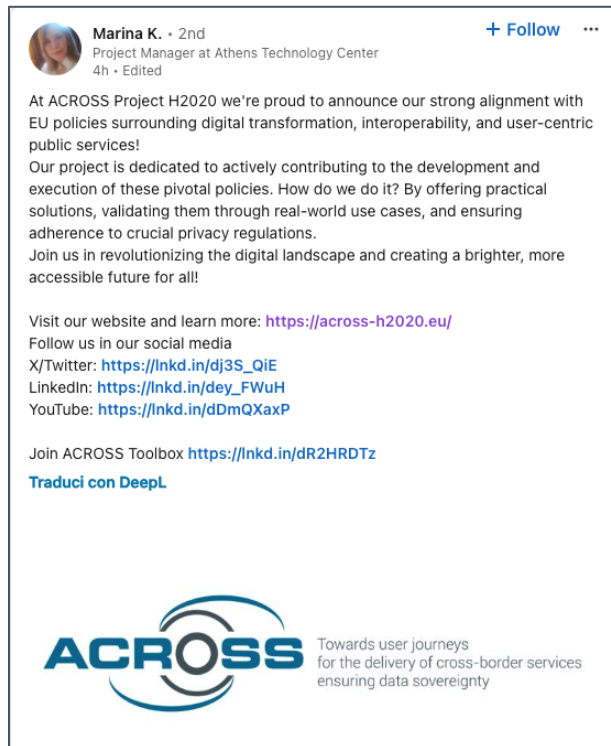 Marina K. • 2nd
+ Follow ...
Project Manager at Athens Technology Center
4h • Edited
At ACROSS Project H2020 we're proud to announce our strong alignment with
EU policies surrounding digital transformation, interoperability, and user-centric
public services!
Our project is dedicated to actively contributing to the development and
execution of these pivotal policies. How do we do it? By offering practical
solutions, validating them through real-world use cases, and ensuring
adherence to crucial privacy regulations.
Join us in revolutionizing the digital landscape and creating a brighter, more
accessible future for all!
Visit our website and learn more: https://across-h2020.eu/
Follow us in our social media
X/Twitter: https://lnkd.in/dj3S_QiE
LinkedIn: https://lnkd.in/dey_FWuH
YouTube: https://lnkd.in/dDmQXaxP
Join ACROSS Toolbox https://lnkd.in/dR2HRDTz
Traduci con DeepL
ACROSS
Towards user journeys
for the delivery of cross-border services
ensuring data sovereignty